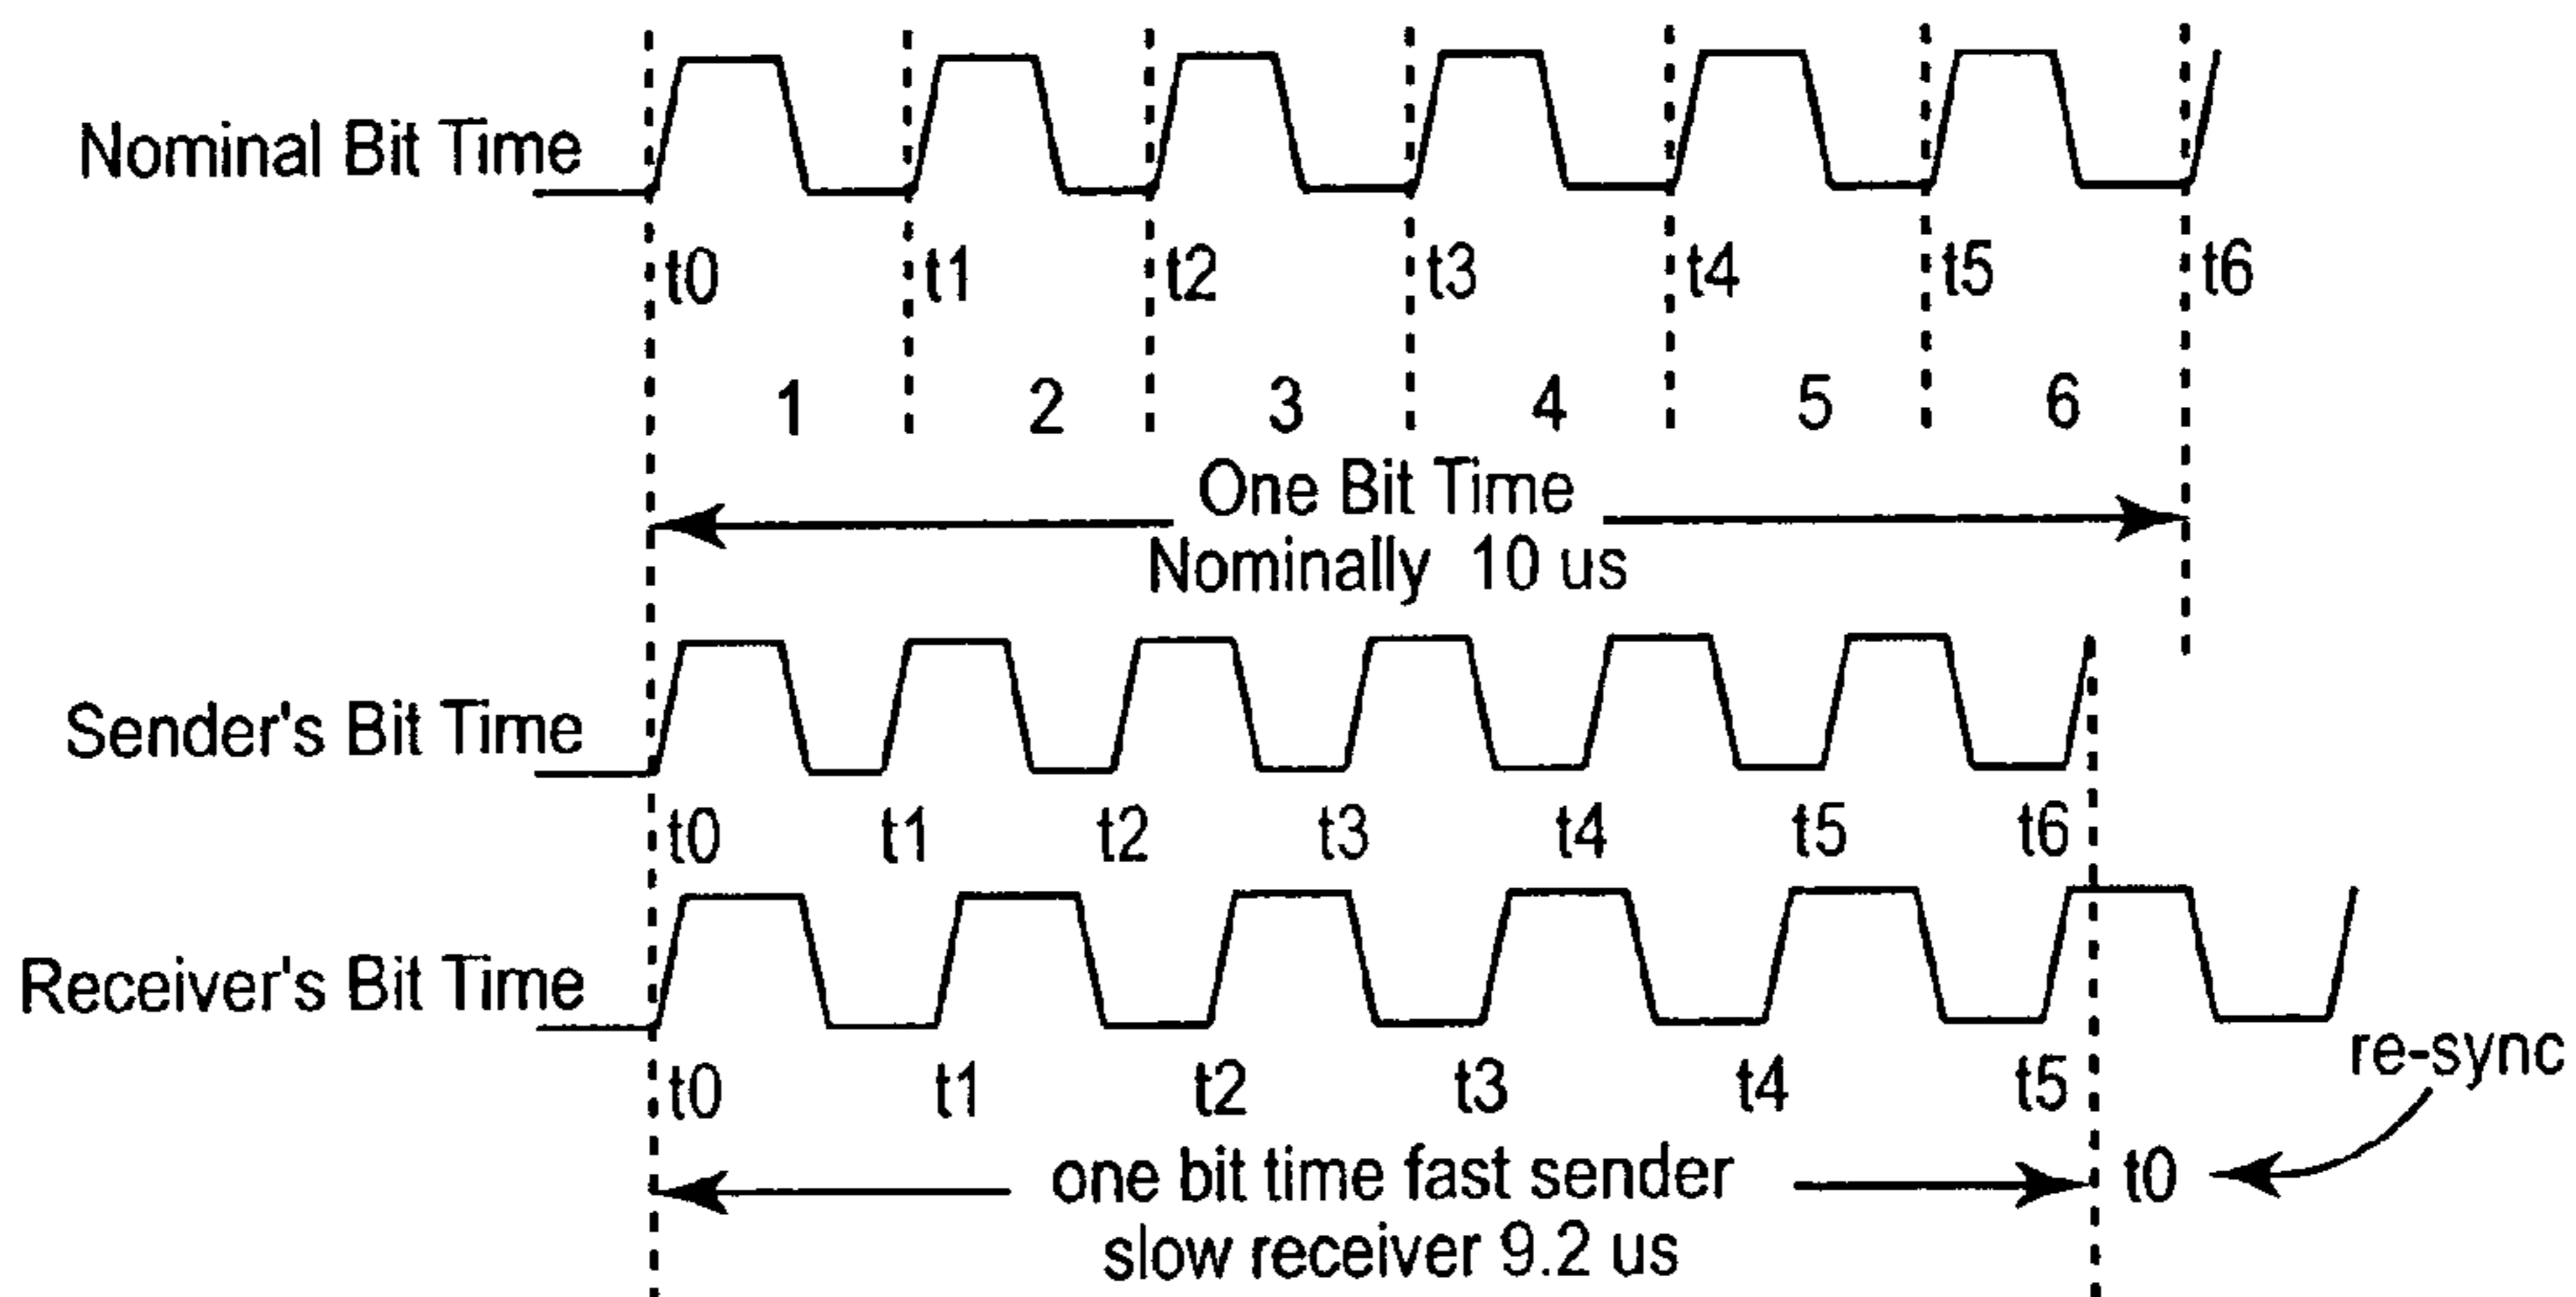 Nominal Bit Time
t0 t1 t2 t3 t4 t5 t6
1 2 3 4 5 6
One Bit Time
Nominally 10 us
Sender's Bit Time
t0 t1 t2 t3 t4 t5 t6
Receiver's Bit Time
t0 t1 t2 t3 t4 t5
re-sync
one bit time fast sender
slow receiver 9.2 us
t0